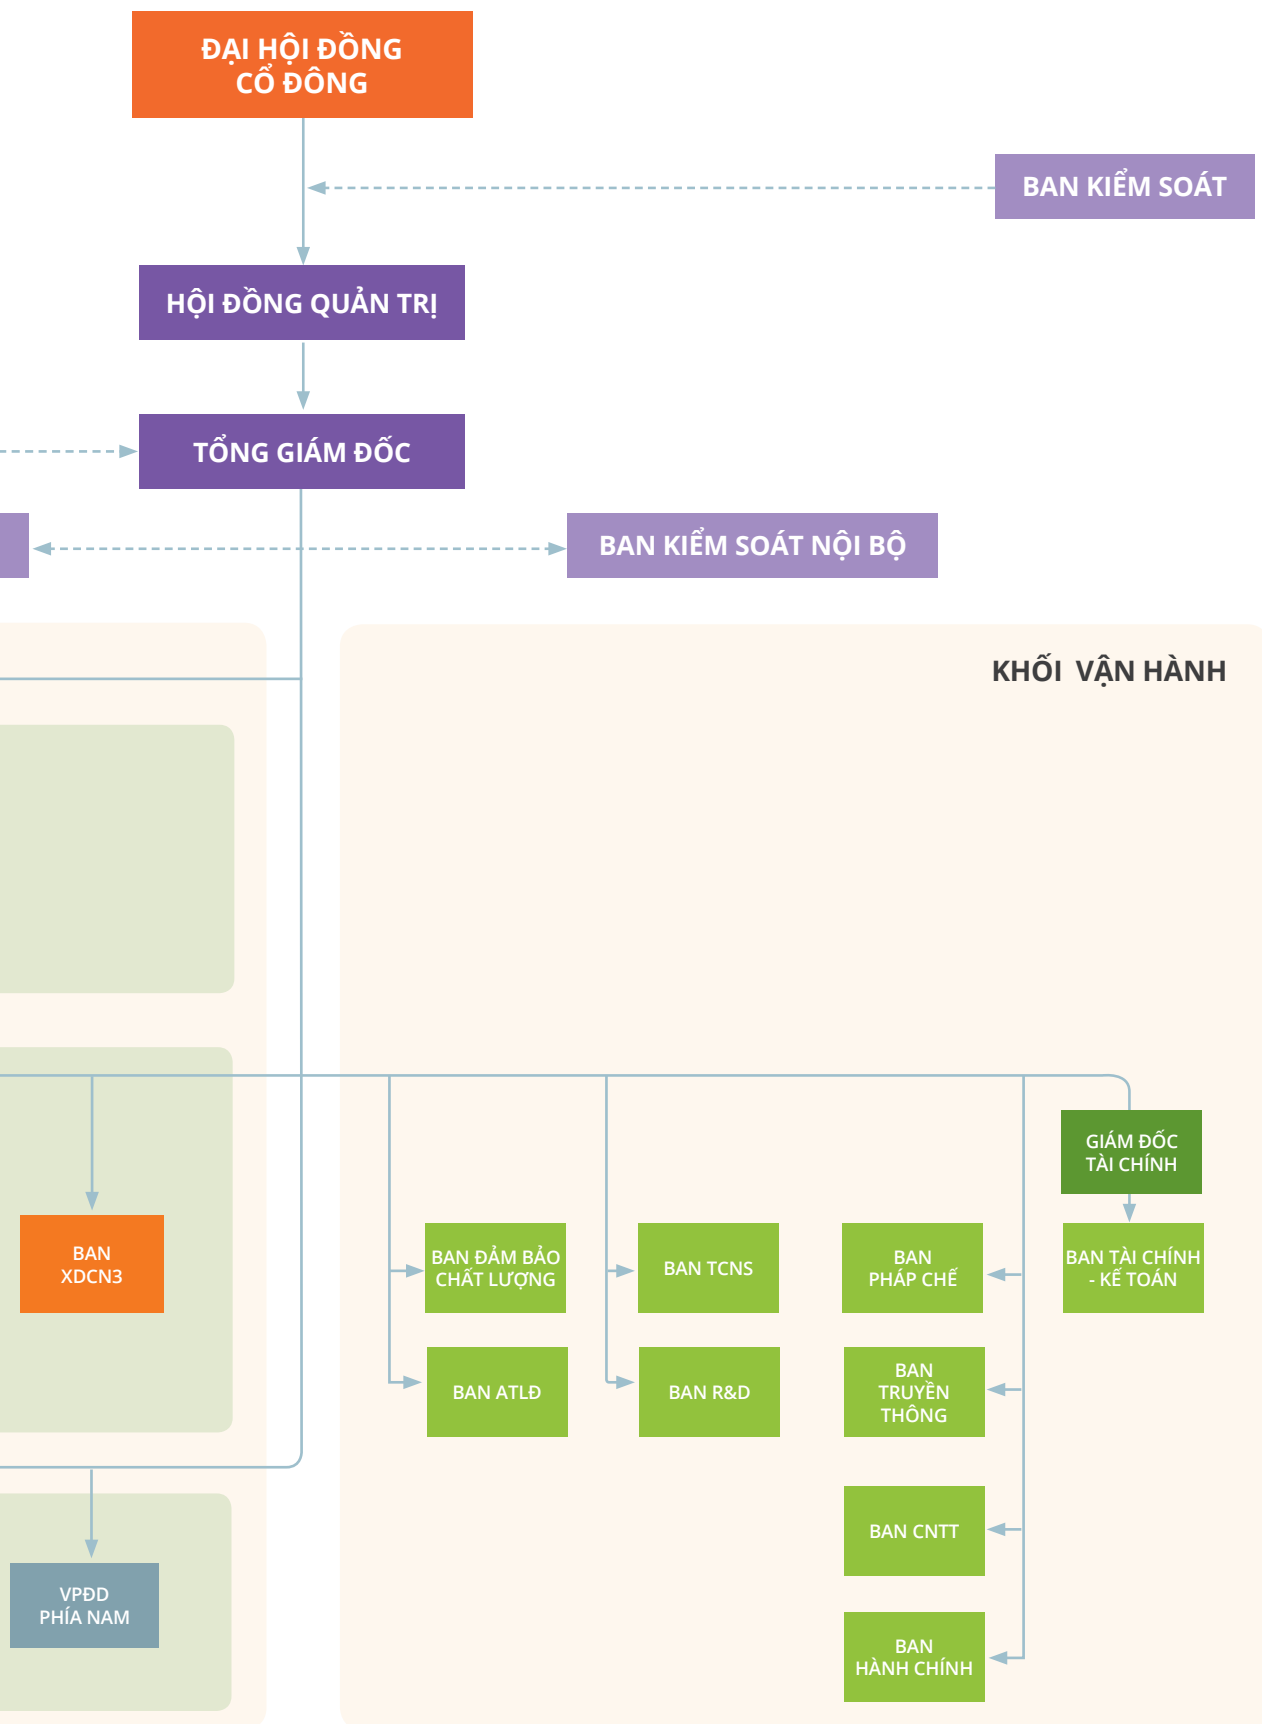 ĐẠI HỘI ĐỒNG
CỔ ĐÔNG
BAN KIỂM SOÁT
HỘI ĐỒNG QUẢN TRỊ
TỔNG GIÁM ĐỐC
BAN KIỂM SOÁT NỘI BỘ
KHỐI VẬN HÀNH
GIÁM ĐỐC
TÀI CHÍNH
BAN
XDCN3
BAN ĐẢM BẢO
CHẤT LƯỢNG
BAN TCNS
BAN
PHÁP CHẾ
BAN TÀI CHÍNH
- KẾ TOÁN
BAN ATLĐ
BAN R&D
BAN
TRUYỀN
THÔNG
BAN CNTT
VPĐD
PHÍA NAM
BAN
HÀNH CHÍNH